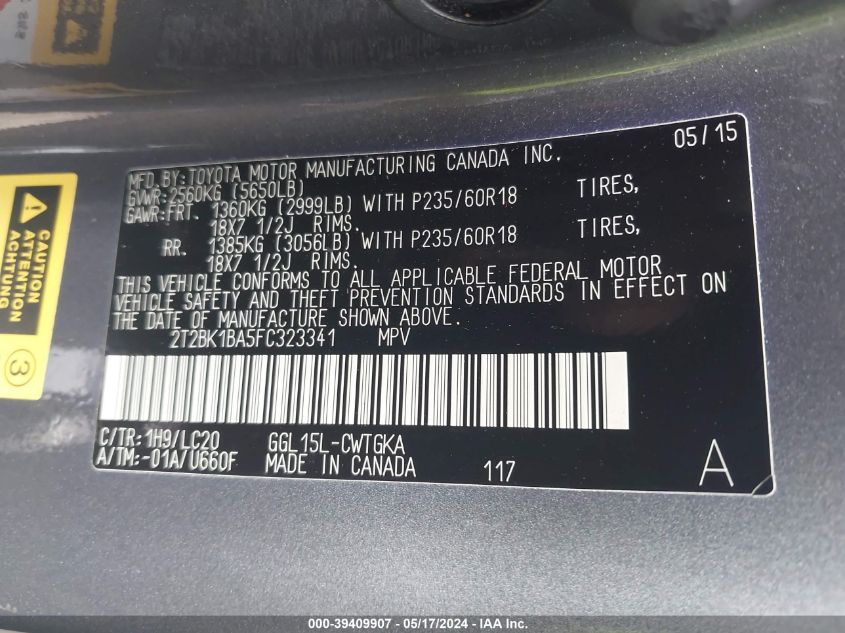 MFD.BY:TOYOTA MOTOR MANUFACTURING CANADA INC. 05/15
GVWR:2560KG (5650LB)
GAWR:FRT. 1360KG (2999LB) WITH P235/60R18 TIRES,
18X7 1/2J RIMS.
RR. 1385KG (3056LB) WITH P235/60R18 TIRES,
18X7 1/2J RIMS.
THIS VEHICLE CONFORMS TO ALL APPLICABLE FEDERAL MOTOR
VEHICLE SAFETY AND THEFT PREVENTION STANDARDS IN EFFECT ON
THE DATE OF MANUFACTURE SHOWN ABOVE.
2T2BK1BA5FC323341 MPV
C/TR:1H9/LC20 GGL15L-CWTGKA
A/TM:-01A/U660F MADE IN CANADA 117 A
CAUTION
ATTENTION
ACHTUNG
3
000-39409907 - 05/17/2024 - IAA Inc.